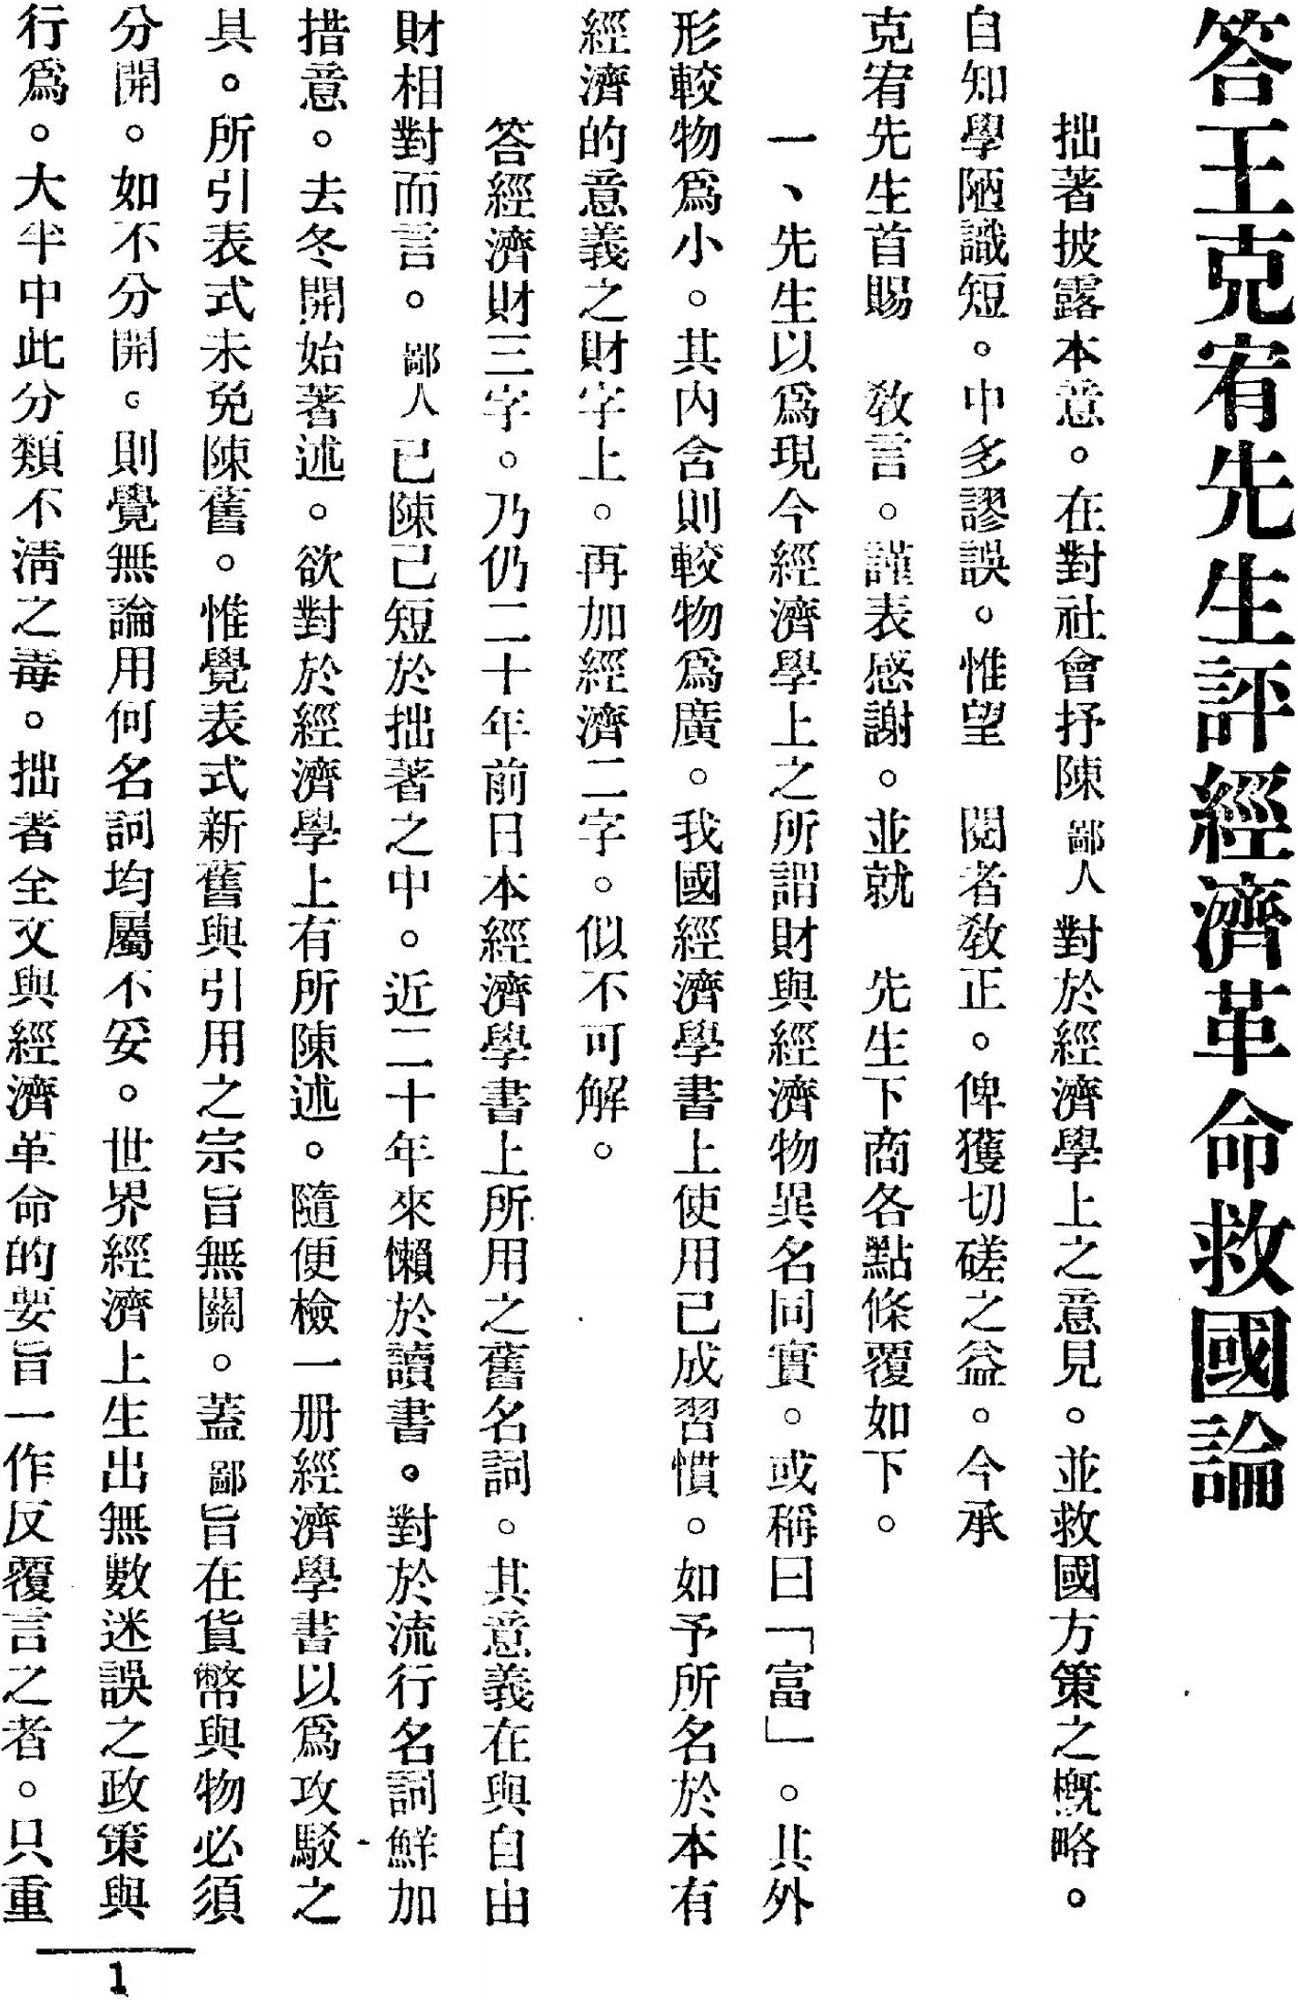 答王克宥先生評經濟革命救國論
拙著披露本意。在對社會抒陳鄙人對於經濟學上之意見。並救國方策之概略。
自知學陋識短。中多謬誤。惟望　閱者敎正。俾獲切磋之益。今承
克宥先生首賜　敎言。謹表感謝。並就　先生下商各點條覆如下。
一、先生以爲現今經濟學上之所謂財與經濟物異名同實。或稱曰「富」。其外
形較物爲小。其內含則較物爲廣。我國經濟學書上使用已成習慣。如予所名於本有
經濟的意義之財字上。再加經濟二字。似不可解。
答經濟財三字。乃仍二十年前日本經濟學書上所用之舊名詞。其意義在與自由
財相對而言。鄙人已陳已短於拙著之中。近二十年來懶於讀書。對於流行名詞鮮加
措意。去冬開始著述。欲對於經濟學上有所陳述。隨便檢一册經濟學書以爲攻駁之
具。所引表式未免陳舊。惟覺表式新舊與引用之宗旨無關。蓋鄙旨在貨幣與物必須
分開。如不分開。則覺無論用何名詞均屬不妥。世界經濟上生出無數迷誤之政策與
行爲。大半中此分類不淸之毒。拙著全文與經濟革命的要旨一作反覆言之者。只重
1